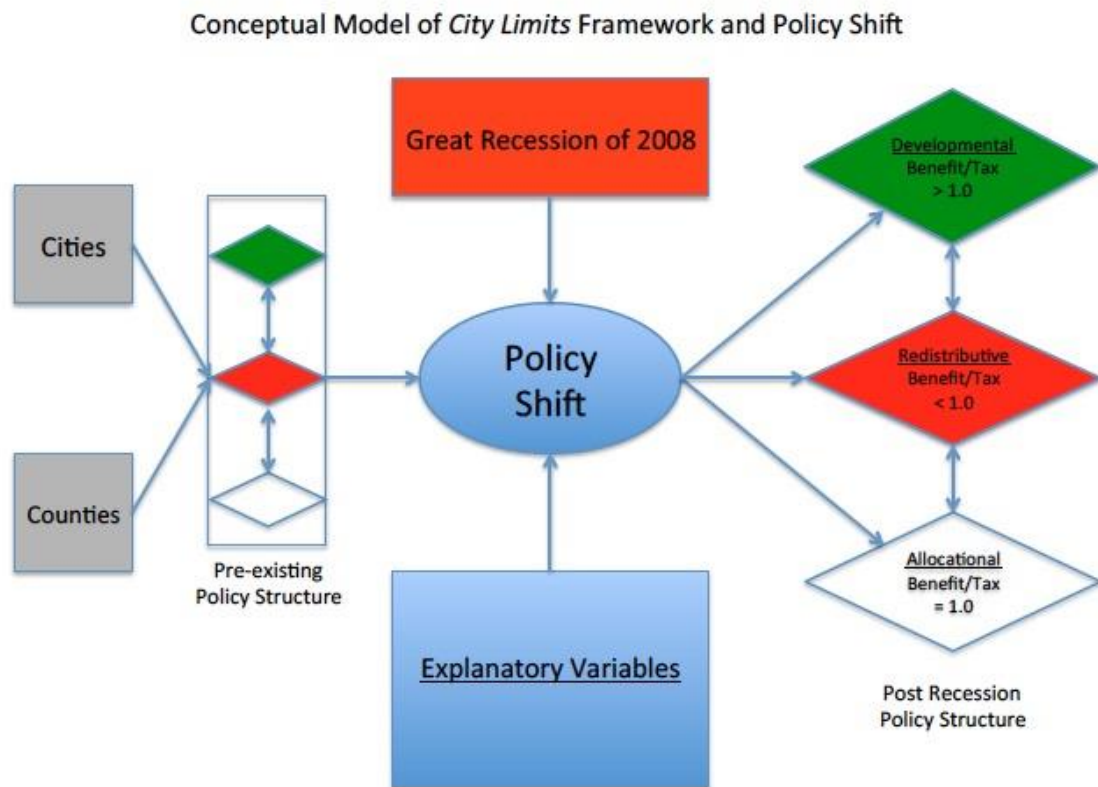 Conceptual Model of City Limits Framework and Policy Shift
Great Recession of 2008
Cities
Counties
Pre-existing
Policy Structure
Policy
Shift
Explanatory Variables
Developmental
Benefit/Tax
> 1.0
Redistributive
Benefit/Tax
< 1.0
Allocational
Benefit/Tax
= 1.0
Post Recession
Policy Structure